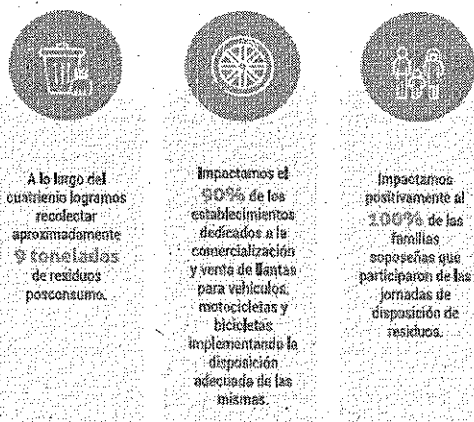 A lo largo del
cuatrienio logramos
recolectar
aproximadamente
9 toneladas
de residuos
posconsumo.
Impactamos el
90% de los
establecimientos
dedicados a la
comercialización
y venta de llantas
para vehículos,
motocicletas y
bicicletas
implementando la
disposición
adecuada de las
mismas.
Impactamos
positivamente al
100% de las
familias
soposeñas que
participaron de las
jornadas de
disposición de
residuos.